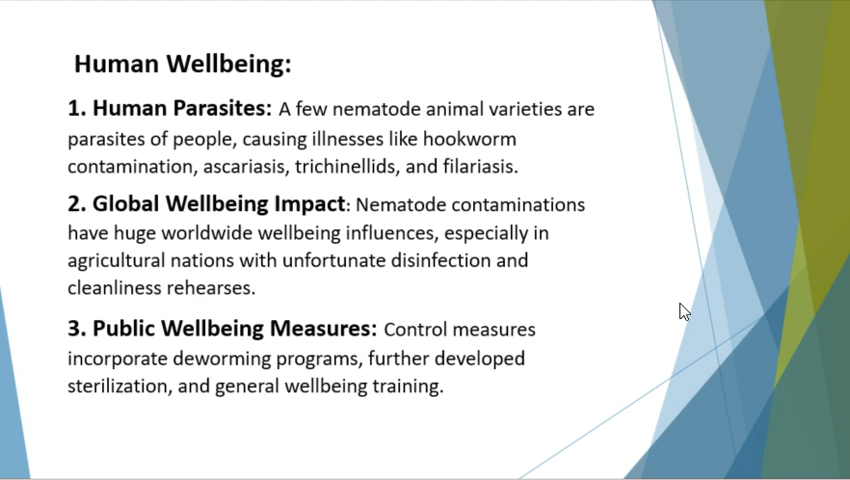 Human Wellbeing:
1. Human Parasites: A few nematode animal varieties are
parasites of people, causing illnesses like hookworm
contamination, ascariasis, trichinellids, and filariasis.
2. Global Wellbeing Impact: Nematode contaminations
have huge worldwide wellbeing influences, especially in
agricultural nations with unfortunate disinfection and
cleanliness rehearses.
3. Public Wellbeing Measures: Control measures
incorporate deworming programs, further developed
sterilization, and general wellbeing training.